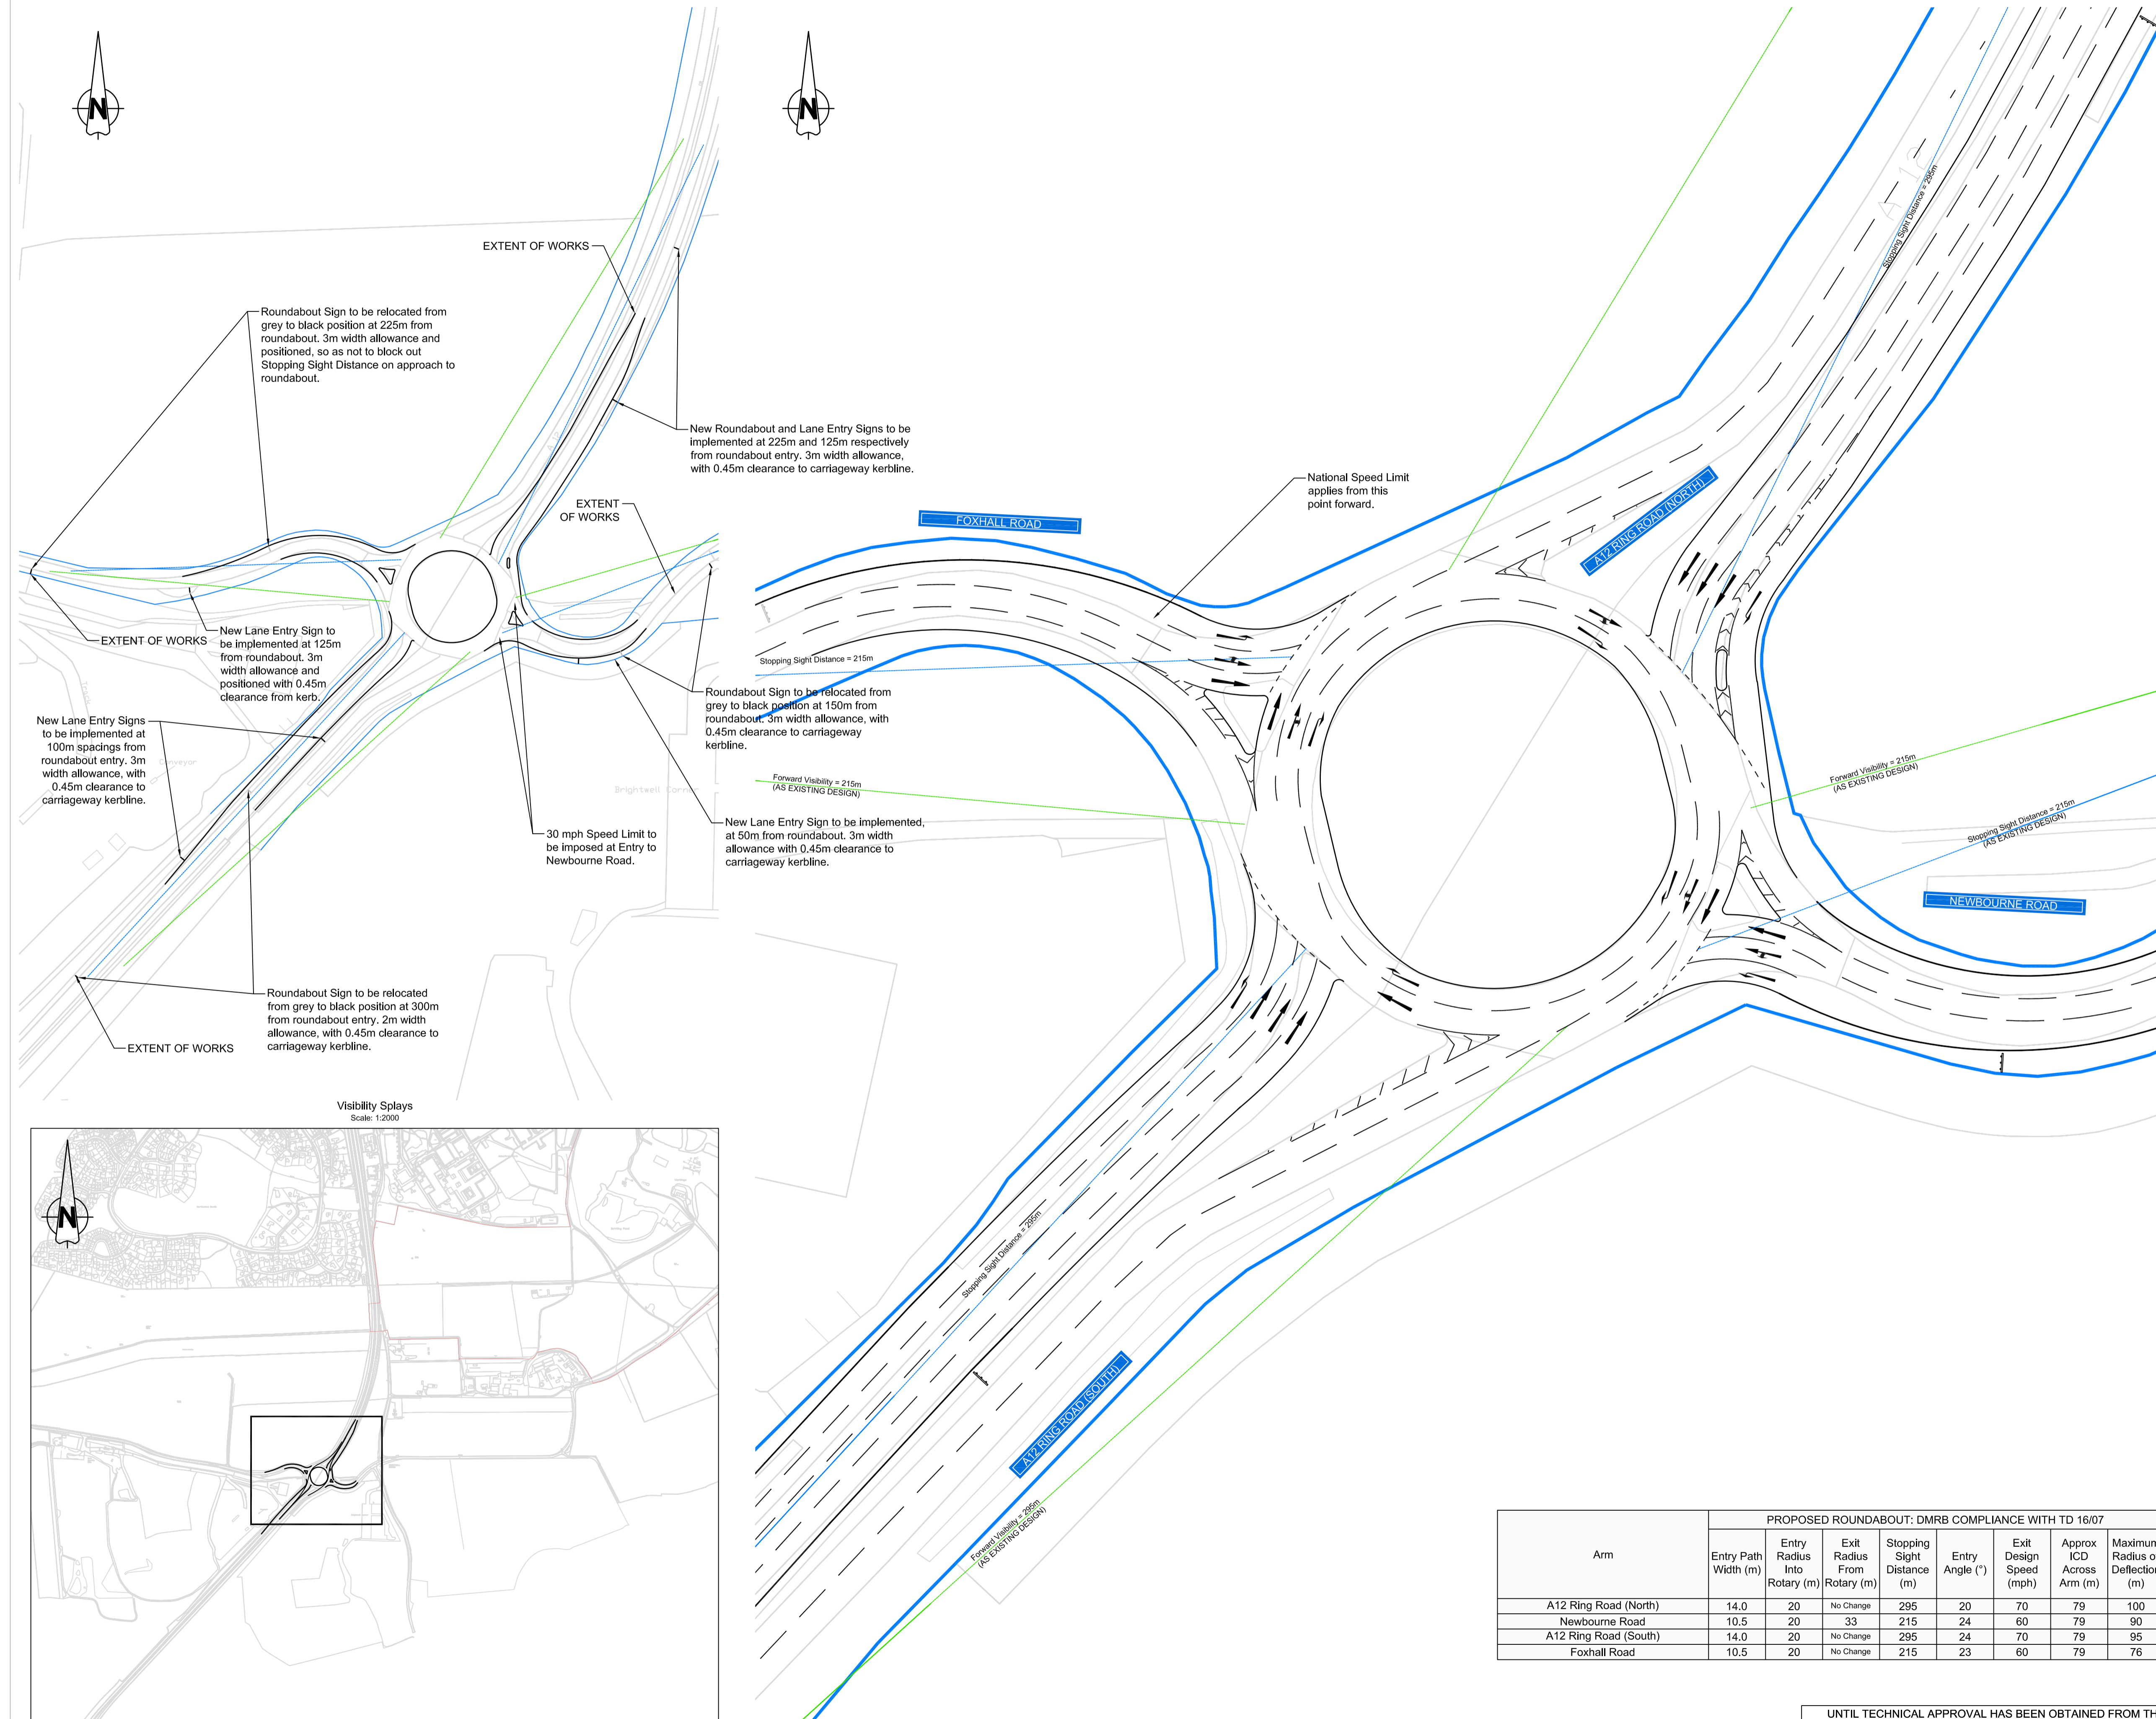 N
N
EXTENT OF WORKS
Roundabout Sign to be relocated from
grey to black position at 225m from
roundabout. 3m width allowance and
positioned, so as not to block out
Stopping Sight Distance on approach to
roundabout.
New Roundabout and Lane Entry Signs to be
implemented at 225m and 125m respectively
from roundabout entry. 3m width allowance,
with 0.45m clearance to carriageway kerbline.
EXTENT
OF WORKS
EXTENT OF WORKS
New Lane Entry Sign to
be implemented at 125m
from roundabout. 3m
width allowance and
positioned with 0.45m
clearance from kerb.
New Lane Entry Signs
to be implemented at
100m spacings from
roundabout entry. 3m
width allowance, with
0.45m clearance to
carriageway kerbline.
Conveyor
Brightwell Corner
Roundabout Sign to be relocated from
grey to black position at 150m from
roundabout. 3m width allowance, with
0.45m clearance to carriageway
kerbline.
30 mph Speed Limit to
be imposed at Entry to
Newbourne Road.
New Lane Entry Sign to be implemented,
at 50m from roundabout. 3m width
allowance with 0.45m clearance to
carriageway kerbline.
Roundabout Sign to be relocated
from grey to black position at 300m
from roundabout entry. 2m width
allowance, with 0.45m clearance to
carriageway kerbline.
EXTENT OF WORKS
Visibility Splays
Scale: 1:2000
N
A 12
Stopping Sight Distance = 295m
National Speed Limit
applies from this
point forward.
FOXHALL ROAD
A12 RING ROAD (NORTH)
Stopping Sight Distance = 215m
Forward Visibility = 215m
(AS EXISTING DESIGN)
Forward Visibility = 215m
(AS EXISTING DESIGN)
Stopping Sight Distance = 215m
(AS EXISTING DESIGN)
NEWBOURNE ROAD
Stopping Sight Distance = 295m
A12 RING ROAD (SOUTH)
Forward Visibility = 295m
(AS EXISTING DESIGN)
PROPOSED ROUNDABOUT: DMRB COMPLIANCE WITH TD 16/07
Arm
Entry Path
Width (m)
Entry
Radius
Into
Rotary (m)
Exit
Radius
From
Rotary (m)
Stopping
Sight
Distance
(m)
Entry
Angle (°)
Exit
Design
Speed
(mph)
Approx
ICD
Across
Arm (m)
Maximum
Radius of
Deflection
(m)
A12 Ring Road (North) 14.0 20 No Change 295 20 70 79 100
Newbourne Road 10.5 20 33 215 24 60 79 90
A12 Ring Road (South) 14.0 20 No Change 295 24 70 79 95
Foxhall Road 10.5 20 No Change 215 23 60 79 76
UNTIL TECHNICAL APPROVAL HAS BEEN OBTAINED FROM TH